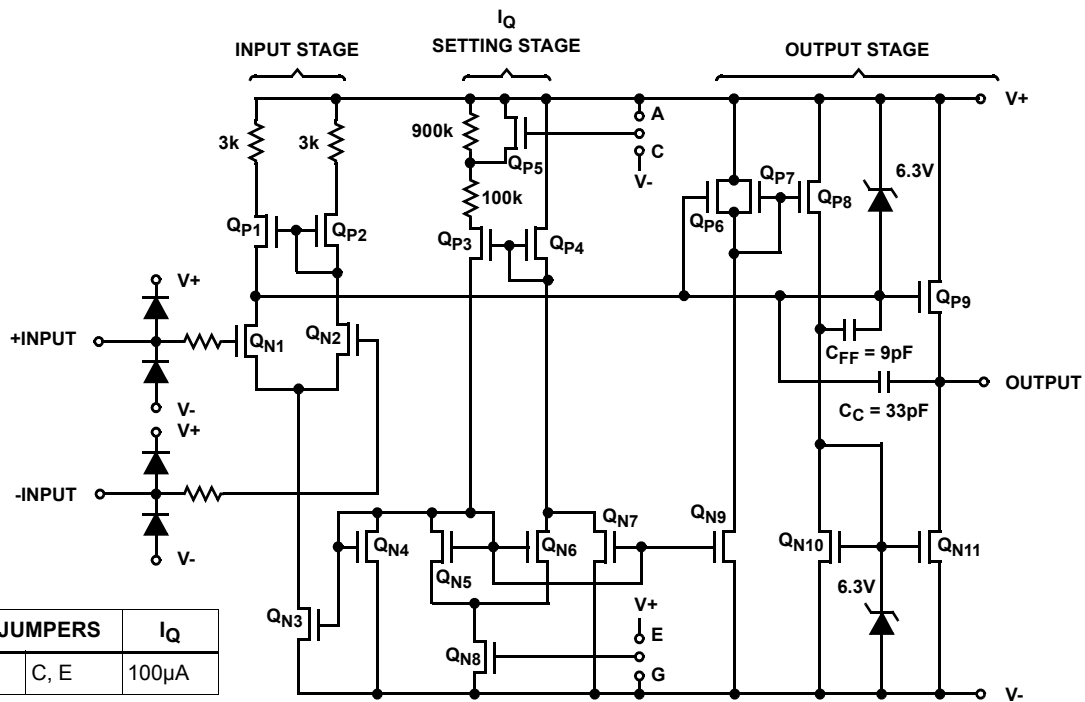 IQ
INPUT STAGE
SETTING STAGE
OUTPUT STAGE
V+
A
C
V-
3k
3k
900k
QP5
100k
QP1
QP2
QP3
QP4
QP6
QP7
QP8
6.3V
QP9
V+
+INPUT
V-
QN1
QN2
CFF = 9pF
OUTPUT
CC = 33pF
V+
-INPUT
V-
QN4
QN5
QN6
QN7
QN9
QN10
QN11
6.3V
QN3
QN8
V+
E
G
V-
JUMPERS
IQ
C, E
100µA